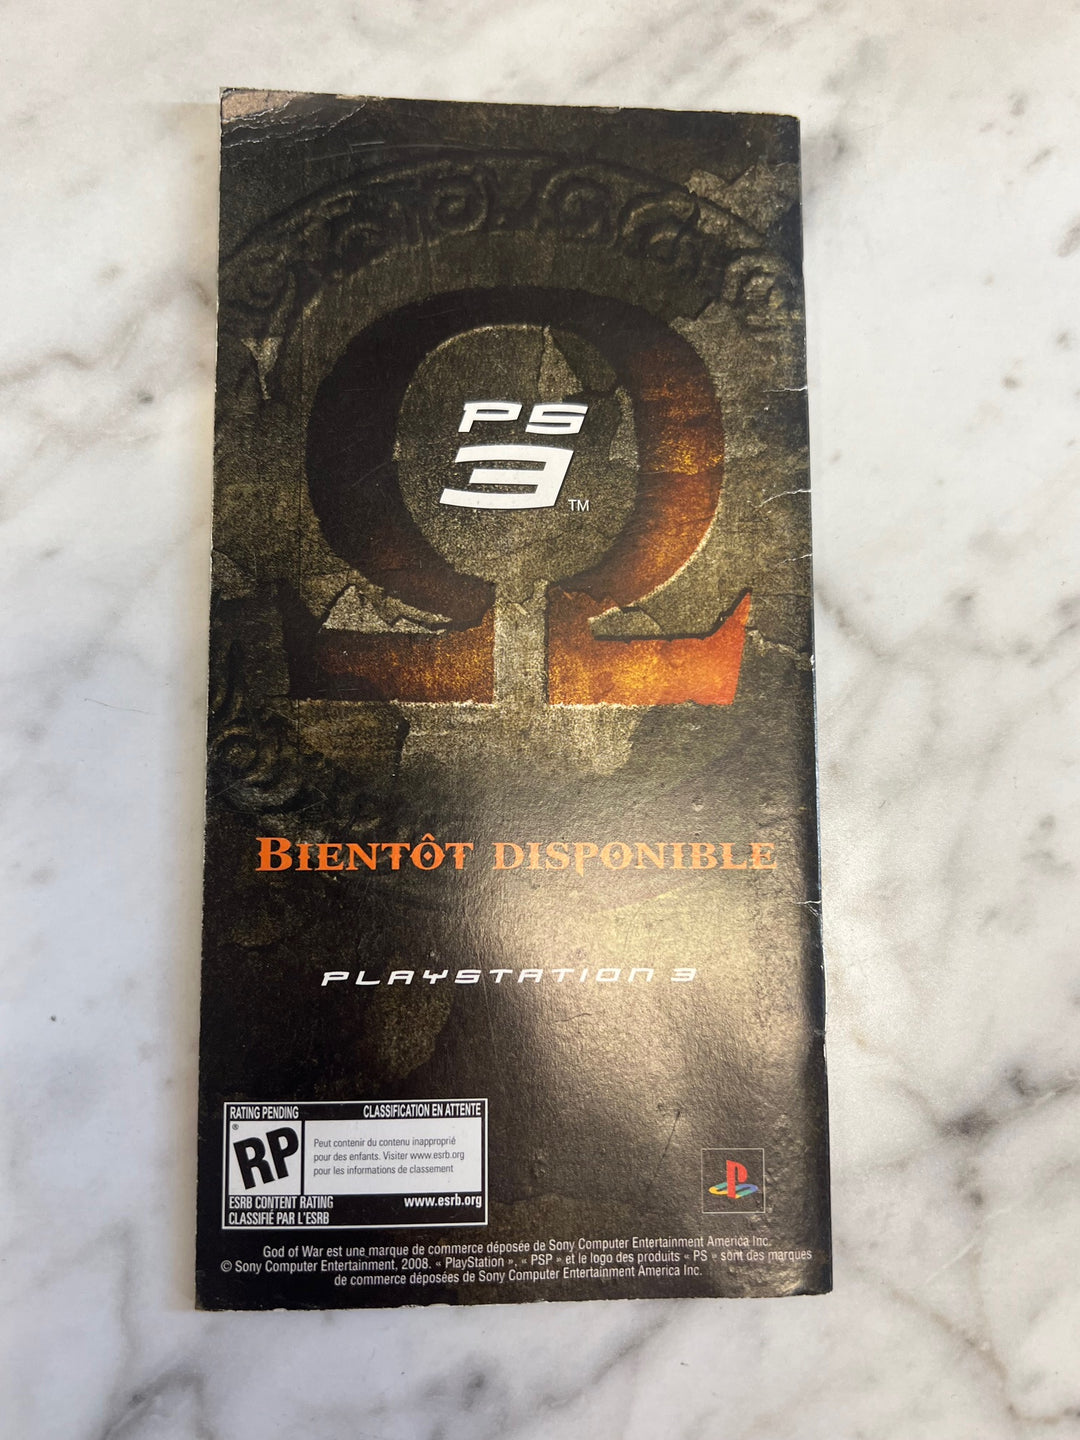 PS
3 TM
BIENTÔT DISPONIBLE
PLAYSTATION 3
RATING PENDING CLASSIFICATION EN ATTENTE
RP ®
Peut contenir du contenu inapproprié
pour des enfants. Visiter www.esrb.org
pour les informations de classement
ESRB CONTENT RATING www.esrb.org
CLASSIFIÉ PAR L'ESRB
God of War est une marque de commerce déposée de Sony Computer Entertainment America Inc.
© Sony Computer Entertainment, 2008. « PlayStation », « PSP » et le logo des produits « PS » sont des marques
de commerce déposées de Sony Computer Entertainment America Inc.